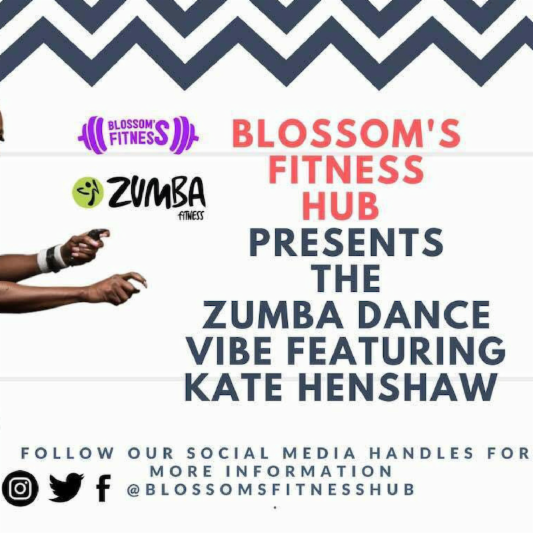 BLOSSOM'S
FITNESS
ZUMBA
FITNESS
BLOSSOM'S
FITNESS
HUB
PRESENTS
THE
ZUMBA DANCE
VIBE FEATURING
KATE HENSHAW
FOLLOW OUR SOCIAL MEDIA HANDLES FOR
MORE INFORMATION
@BLOSSOMSFITNESSHUB
.